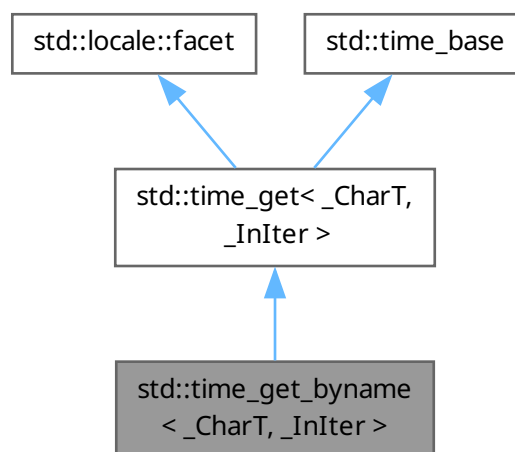 std::locale::facet
std::time_base
std::time_get< _CharT,
_InIter >
std::time_get_byname
< _CharT, _InIter >